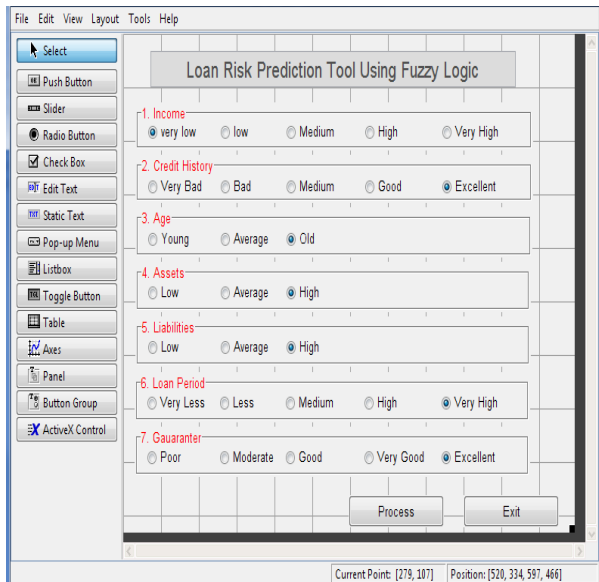 File Edit View Layout Tools Help
Select
Push Button
Slider
Radio Button
Check Box
Edit Text
Static Text
Pop-up Menu
Listbox
Toggle Button
Table
Axes
Panel
Button Group
ActiveX Control
Loan Risk Prediction Tool Using Fuzzy Logic
1. Income
very low low Medium High Very High
2. Credit History
Very Bad Bad Medium Good Excellent
3. Age
Young Average Old
4. Assets
Low Average High
5. Liabilities
Low Average High
6. Loan Period
Very Less Less Medium High Very High
7. Gauaranter
Poor Moderate Good Very Good Excellent
Process Exit
Current Point: [279, 107] Position: [520, 334, 597, 466]